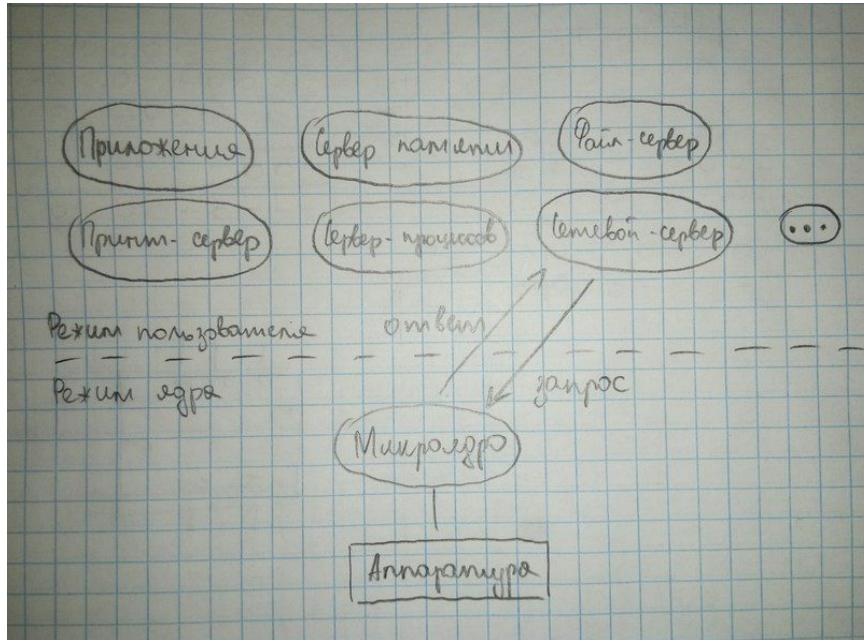 Приложения Сервер памяти Файл-сервер
Принт-сервер Сервер-процессов Сетевой-сервер ...
Режим пользователя ответ
Режим ядра запрос
Микроядро
Аппаратура